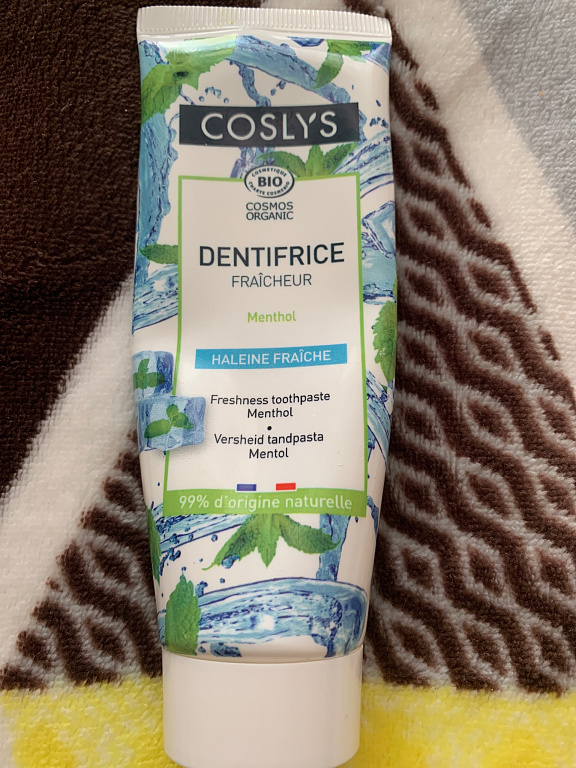 COSLYS
COSMÉTIQUE
BIO
CHARTE COSMEBIO
COSMOS
ORGANIC
DENTIFRICE
FRAÎCHEUR
Menthol
HALEINE FRAÎCHE
Freshness toothpaste
Menthol
•
Versheid tandpasta
Mentol
99% d'origine naturelle